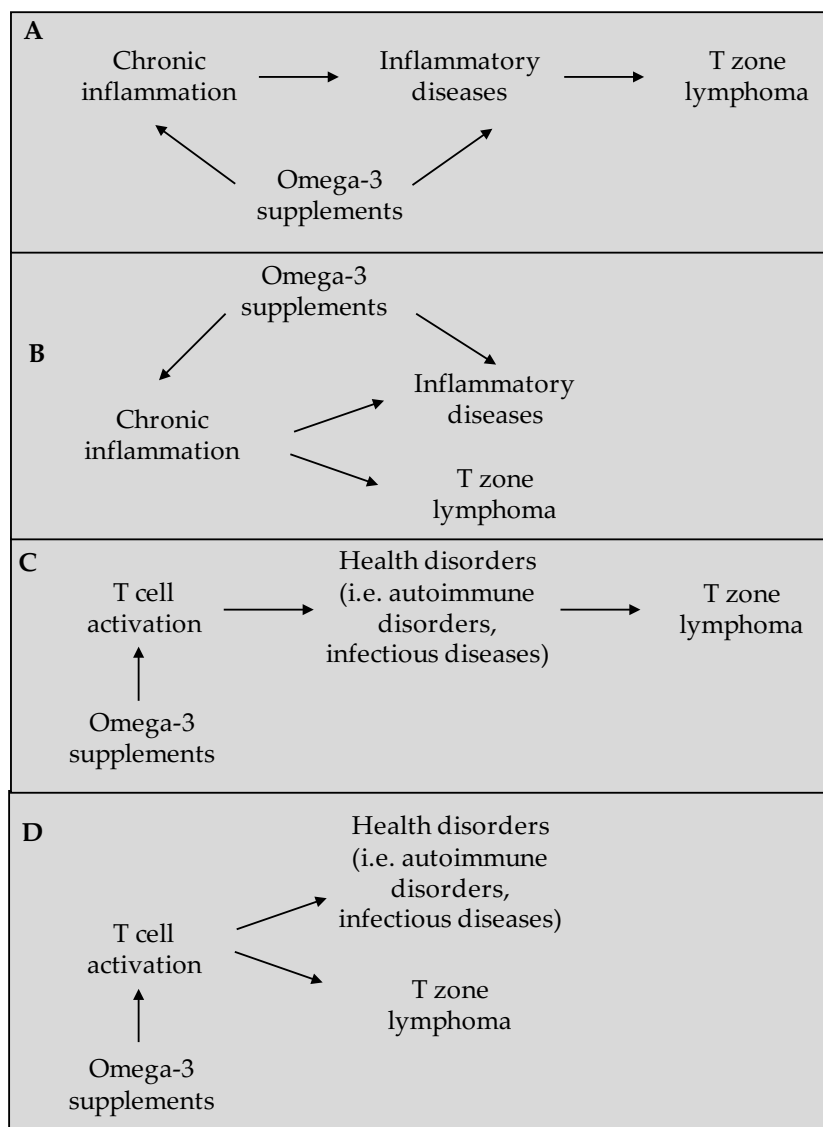 A
Chronic
inflammation
Inflammatory
diseases
T zone
lymphoma
Omega-3
supplements
Omega-3
supplements
B
Inflammatory
diseases
Chronic
inflammation
T zone
lymphoma
C
T cell
activation
Health disorders
(i.e. autoimmune
disorders,
infectious diseases)
T zone
lymphoma
Omega-3
supplements
D
Health disorders
(i.e. autoimmune
disorders,
infectious diseases)
T cell
activation
T zone
lymphoma
Omega-3
supplements